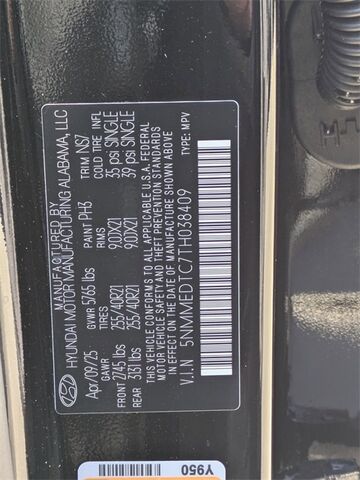 MANUFACTURED BY
HYUNDAI MOTOR MANUFACTURING ALABAMA, LLC
Apr/09/25 GVWR 5765 lbs PAINT PH3 TRIM NS7
GAWR RIMS COLD TIRE INFL
FRONT 2745 lbs 255/40R21 9.0JX21 35 psi SINGLE
REAR 3131 lbs 255/40R21 9.0JX21 39 psi SINGLE
THIS VEHICLE CONFORMS TO ALL APPLICABLE U.S.A. FEDERAL
MOTOR VEHICLE SAFETY, BUMPER, AND THEFT PREVENTION
STANDARDS IN EFFECT ON THE DATE OF MANUFACTURE SHOWN ABOVE
V.I.N 5NMMEDTC7TH038409 TYPE: MPV
Y950